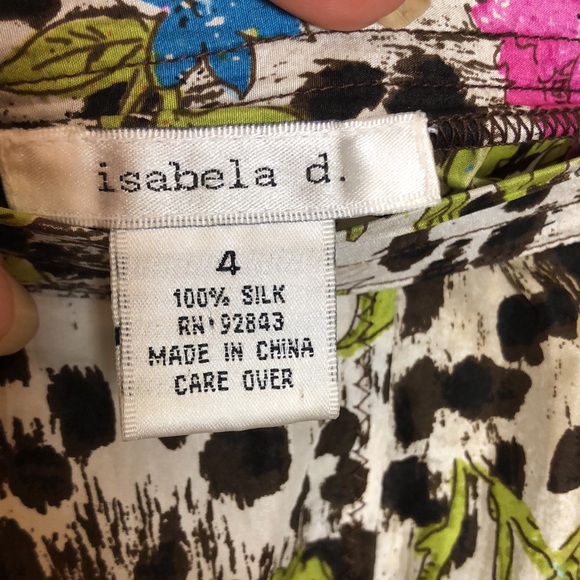 isabela d.
4
100% SILK
RN·92843
MADE IN CHINA
CARE OVER